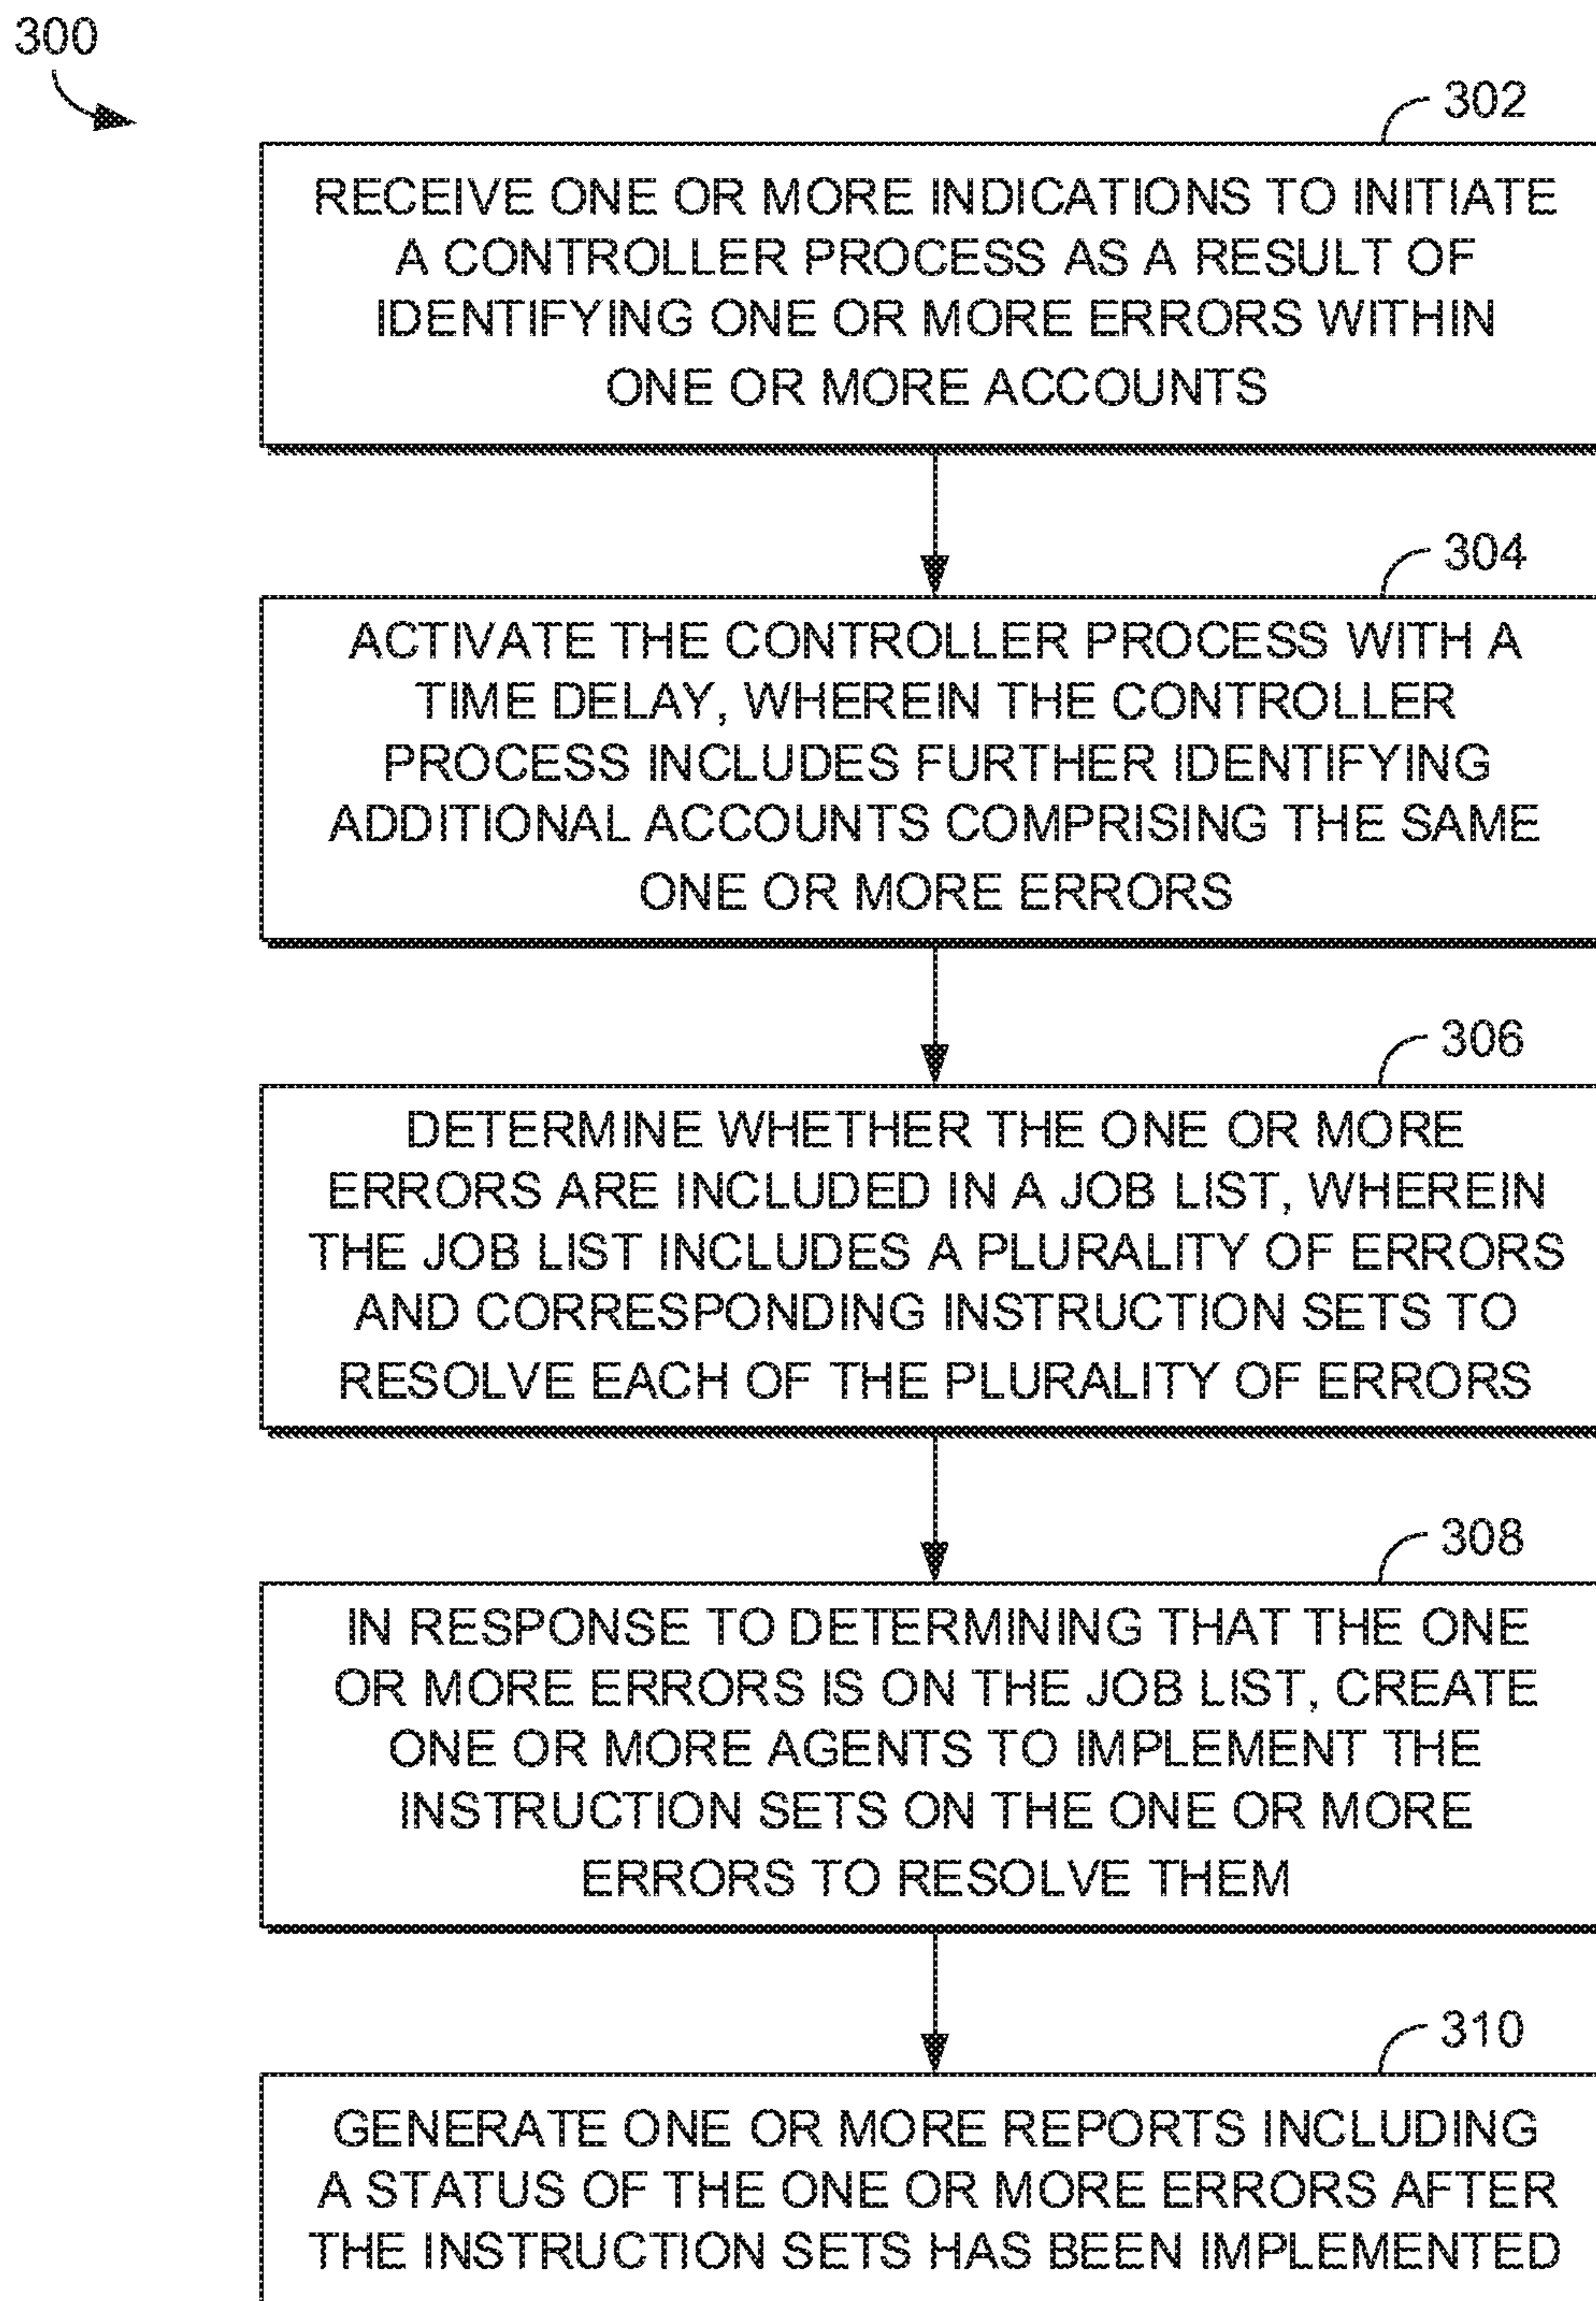 300
302
RECEIVE ONE OR MORE INDICATIONS TO INITIATE
A CONTROLLER PROCESS AS A RESULT OF
IDENTIFYING ONE OR MORE ERRORS WITHIN
ONE OR MORE ACCOUNTS
304
ACTIVATE THE CONTROLLER PROCESS WITH A
TIME DELAY, WHEREIN THE CONTROLLER
PROCESS INCLUDES FURTHER IDENTIFYING
ADDITIONAL ACCOUNTS COMPRISING THE SAME
ONE OR MORE ERRORS
306
DETERMINE WHETHER THE ONE OR MORE
ERRORS ARE INCLUDED IN A JOB LIST, WHEREIN
THE JOB LIST INCLUDES A PLURALITY OF ERRORS
AND CORRESPONDING INSTRUCTION SETS TO
RESOLVE EACH OF THE PLURALITY OF ERRORS
308
IN RESPONSE TO DETERMINING THAT THE ONE
OR MORE ERRORS IS ON THE JOB LIST, CREATE
ONE OR MORE AGENTS TO IMPLEMENT THE
INSTRUCTION SETS ON THE ONE OR MORE
ERRORS TO RESOLVE THEM
310
GENERATE ONE OR MORE REPORTS INCLUDING
A STATUS OF THE ONE OR MORE ERRORS AFTER
THE INSTRUCTION SETS HAS BEEN IMPLEMENTED